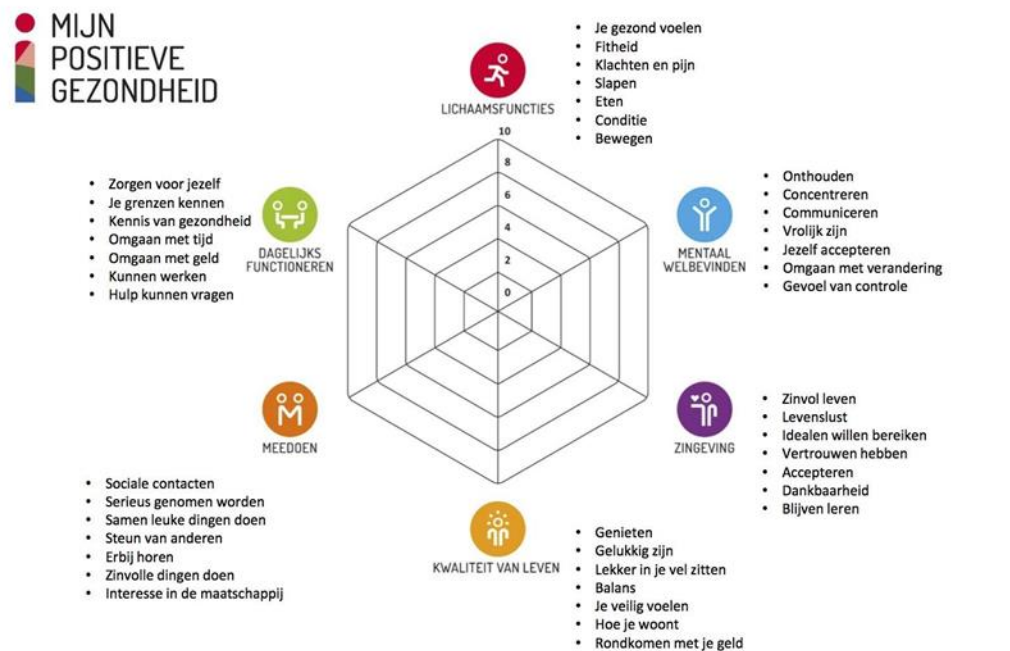 MIJN
POSITIEVE
GEZONDHEID
LICHAAMSFUNCTIES
• Je gezond voelen
• Fitheid
• Klachten en pijn
• Slapen
• Eten
• Conditie
• Bewegen
10
8
6
4
2
0
MENTAAL
WELBEVINDEN
• Onthouden
• Concentreren
• Communiceren
• Vrolijk zijn
• Jezelf accepteren
• Omgaan met verandering
• Gevoel van controle
ZINGEVING
• Zinvol leven
• Levenslust
• Idealen willen bereiken
• Vertrouwen hebben
• Accepteren
• Dankbaarheid
• Blijven leren
KWALITEIT VAN LEVEN
• Genieten
• Gelukkig zijn
• Lekker in je vel zitten
• Balans
• Je veilig voelen
• Hoe je woont
• Rondkomen met je geld
MEEDOEN
• Sociale contacten
• Serieus genomen worden
• Samen leuke dingen doen
• Steun van anderen
• Erbij horen
• Zinvolle dingen doen
• Interesse in de maatschappij
DAGELIJKS
FUNCTIONEREN
• Zorgen voor jezelf
• Je grenzen kennen
• Kennis van gezondheid
• Omgaan met tijd
• Omgaan met geld
• Kunnen werken
• Hulp kunnen vragen